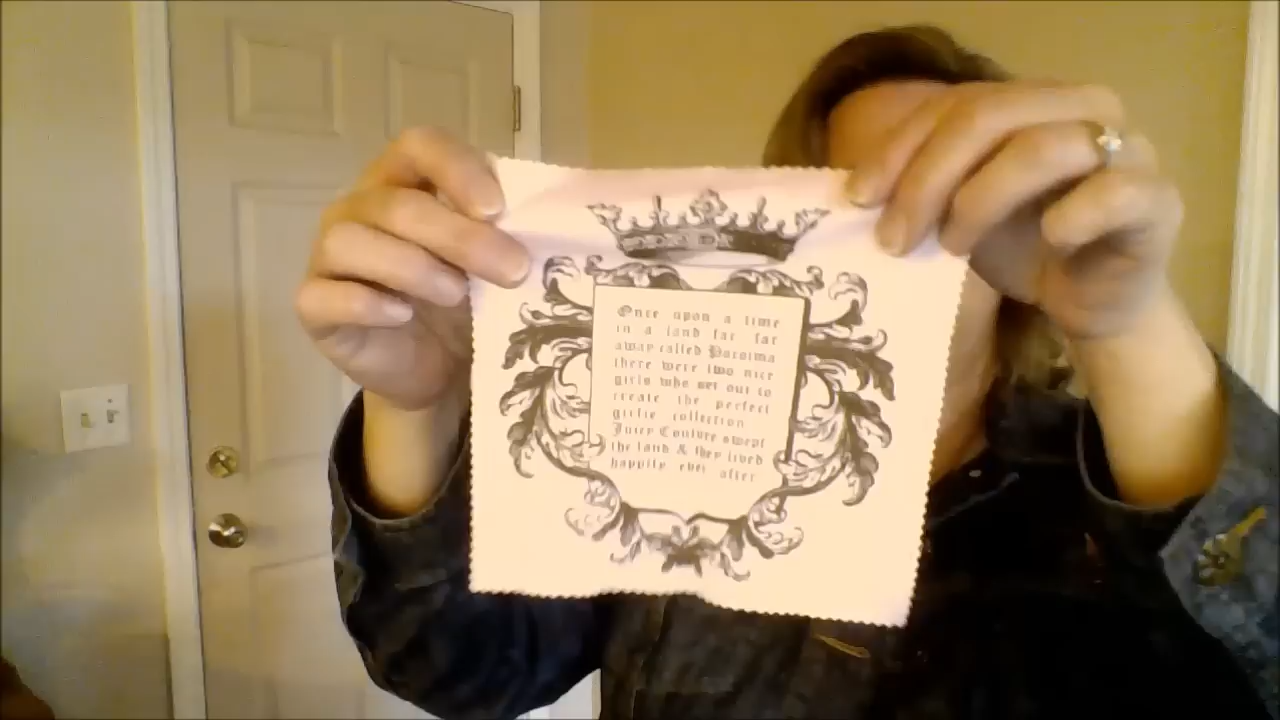 Once upon a time
in a land far far
away called Pacoima
there were two nice
girls who set out to
create the perfect
girlie collection
Juicy Couture swept
the land & they lived
happily ever after